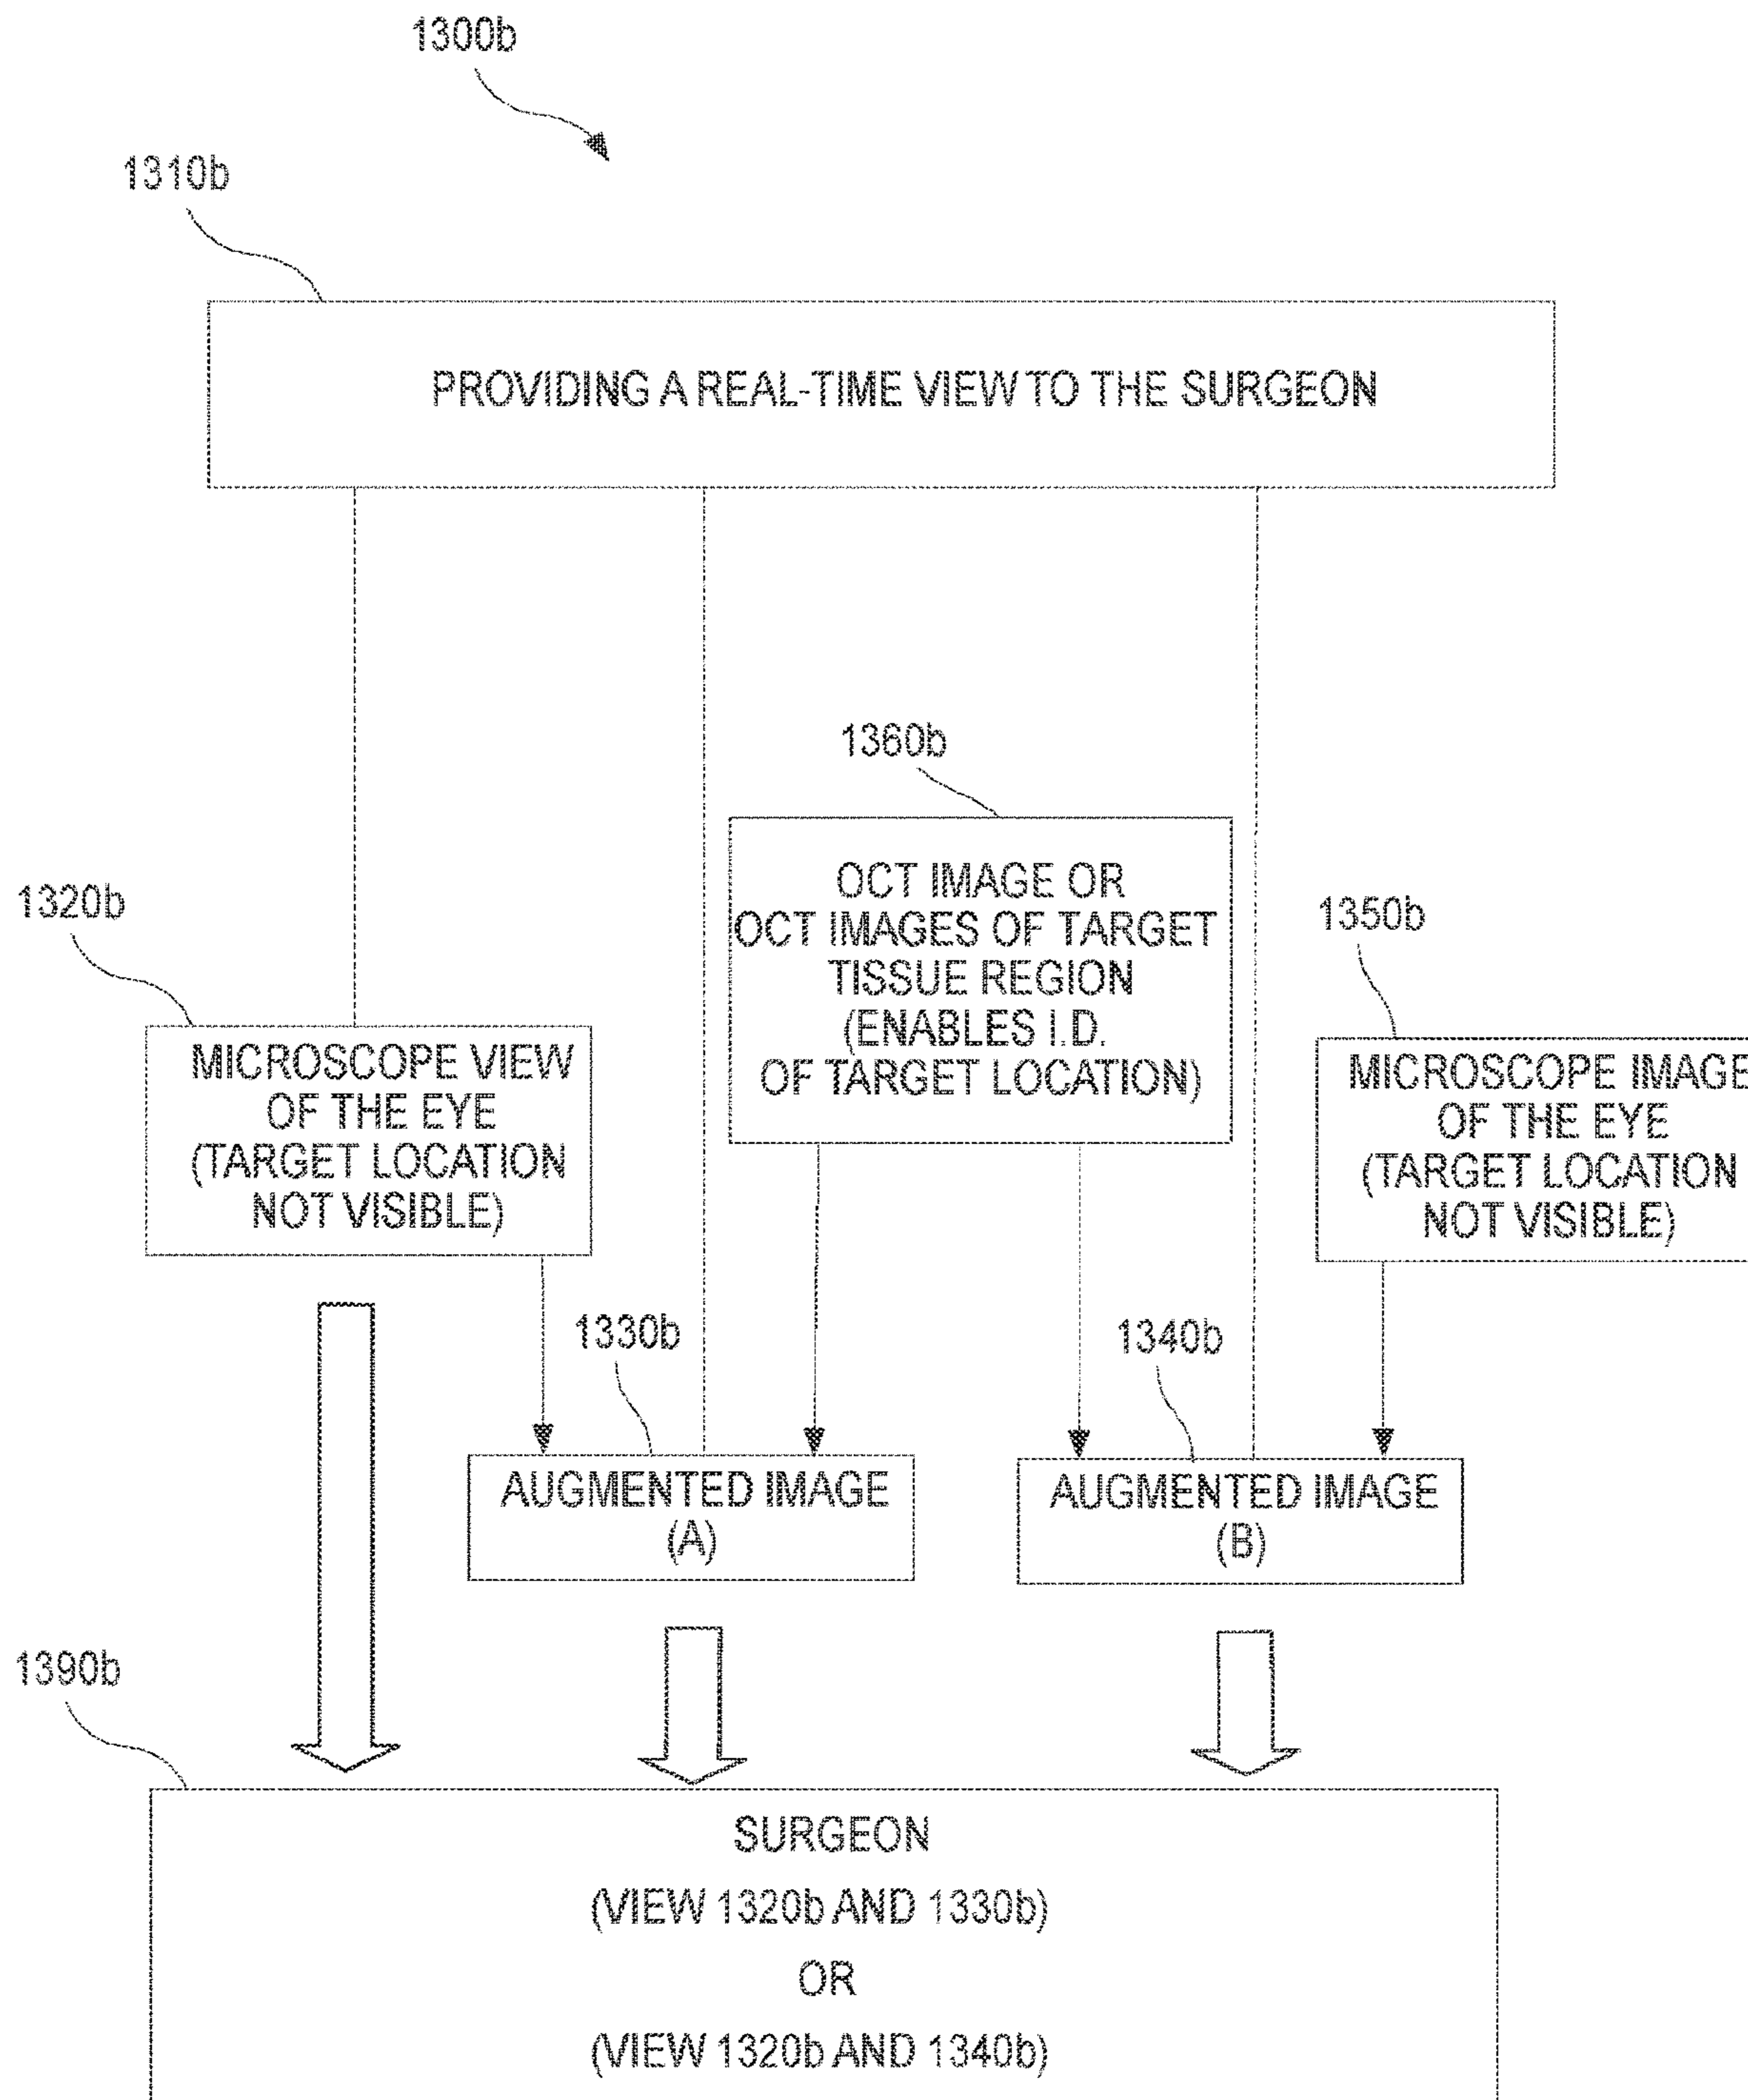 1300b
1310b
PROVIDING A REAL-TIME VIEW TO THE SURGEON
1360b
OCT IMAGE OR
OCT IMAGES OF TARGET
TISSUE REGION
(ENABLES I.D.
OF TARGET LOCATION)
1320b
MICROSCOPE VIEW
OF THE EYE
(TARGET LOCATION
NOT VISIBLE)
1350b
MICROSCOPE IMAGE
OF THE EYE
(TARGET LOCATION
NOT VISIBLE)
1330b
AUGMENTED IMAGE
(A)
1340b
AUGMENTED IMAGE
(B)
1390b
SURGEON
(VIEW 1320b AND 1330b)
OR
(VIEW 1320b AND 1340b)